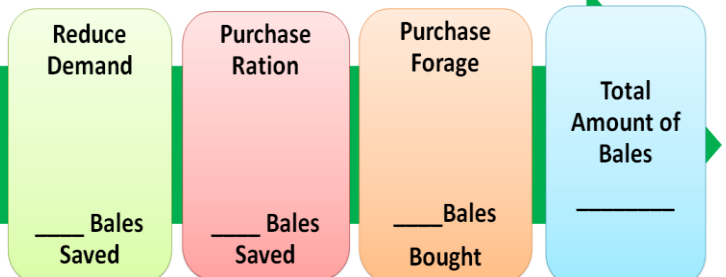 Reduce
Demand
____ Bales
Saved
Purchase
Ration
____ Bales
Saved
Purchase
Forage
____Bales
Bought
Total
Amount of
Bales
________